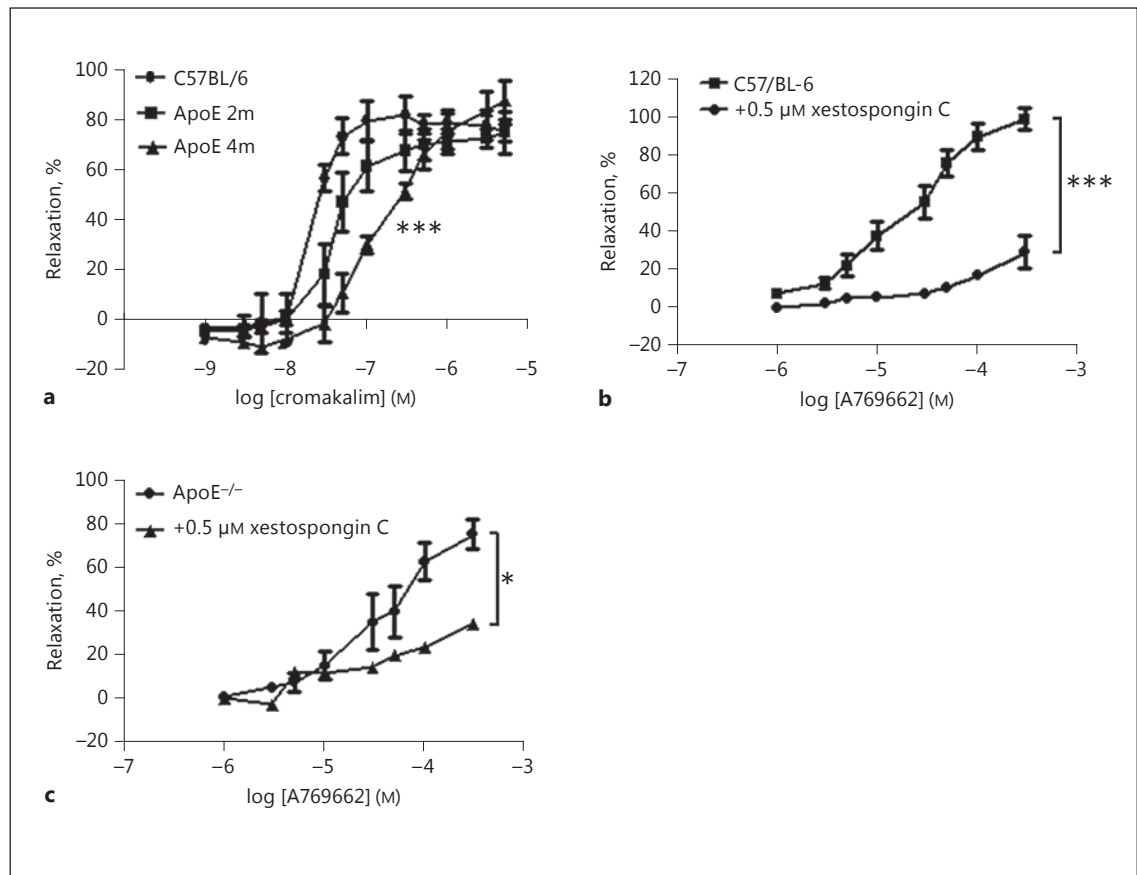 100
80
60
40
20
0
−20
Relaxation, %
C57BL/6
ApoE 2m
ApoE 4m
***
−9
−8
−7
−6
−5
log [cromakalim] (M)
a
120
100
80
60
40
20
0
−20
Relaxation, %
C57/BL-6
+0.5 μM xestospongin C
***
−7
−6
−5
−4
−3
log [A769662] (M)
b
100
80
60
40
20
0
−20
Relaxation, %
ApoE−/−
+0.5 μM xestospongin C
*
−7
−6
−5
−4
−3
log [A769662] (M)
c